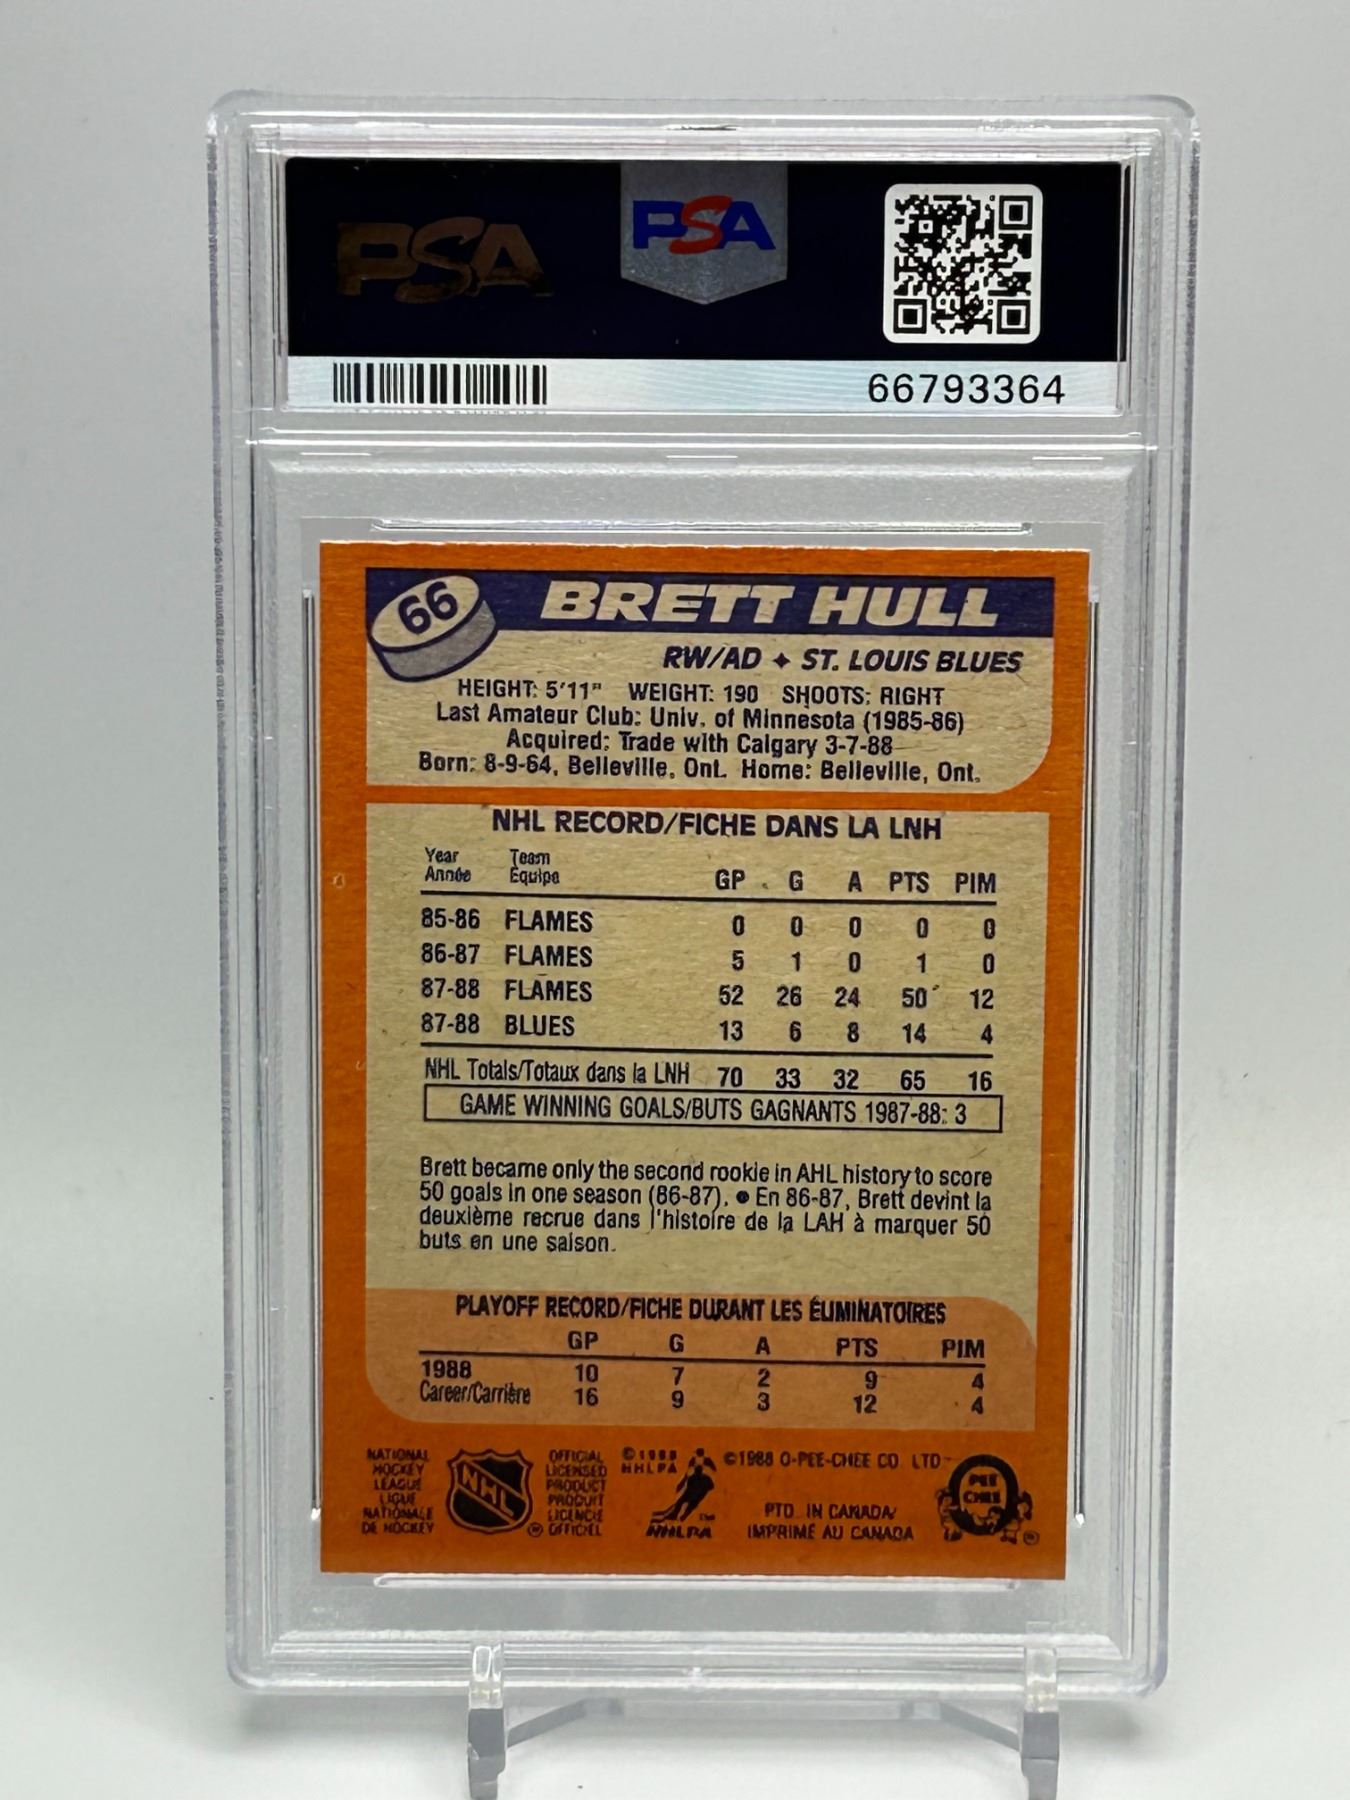 PSA
PSA
66793364
66
BRETT HULL
RW/AD ✦ ST. LOUIS BLUES
HEIGHT: 5'11" WEIGHT: 190 SHOOTS: RIGHT
Last Amateur Club: Univ. of Minnesota (1985-86)
Acquired: Trade with Calgary 3-7-88
Born: 8-9-64, Belleville, Ont. Home: Belleville, Ont.
NHL RECORD/FICHE DANS LA LNH
Year Team
Année Équipe GP G A PTS PIM
85-86 FLAMES 0 0 0 0 0
86-87 FLAMES 5 1 0 1 0
87-88 FLAMES 52 26 24 50 12
87-88 BLUES 13 6 8 14 4
NHL Totals/Totaux dans la LNH 70 33 32 65 16
GAME WINNING GOALS/BUTS GAGNANTS 1987-88: 3
Brett became only the second rookie in AHL history to score
50 goals in one season (86-87). ● En 86-87, Brett devint la
deuxième recrue dans l'histoire de la LAH à marquer 50
buts en une saison.
PLAYOFF RECORD/FICHE DURANT LES ÉLIMINATOIRES
GP G A PTS PIM
1988 10 7 2 9 4
Career/Carrière 16 9 3 12 4
NATIONAL
HOCKEY
LEAGUE
LIGUE
NATIONALE
DE HOCKEY
NHL
OFFICIAL
LICENSED
PRODUCT
PRODUIT
LICENCIE
OFFICIEL
©1988
NHLPA
NHLPA
©1988 O-PEE-CHEE CO. LTD
PTD. IN CANADA/
IMPRIMÉ AU CANADA
PEE
CHEE